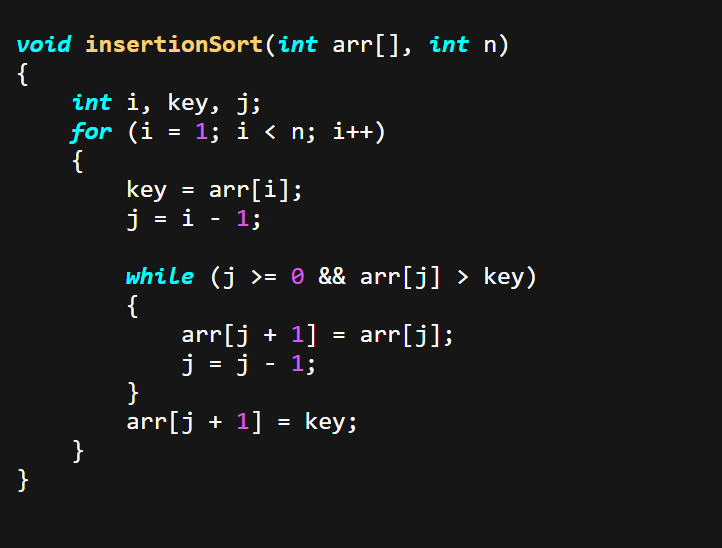 void insertionSort(int arr[], int n)
{
    int i, key, j;
    for (i = 1; i < n; i++)
    {
        key = arr[i];
        j = i - 1;

        while (j >= 0 && arr[j] > key)
        {
            arr[j + 1] = arr[j];
            j = j - 1;
        }
        arr[j + 1] = key;
    }
}